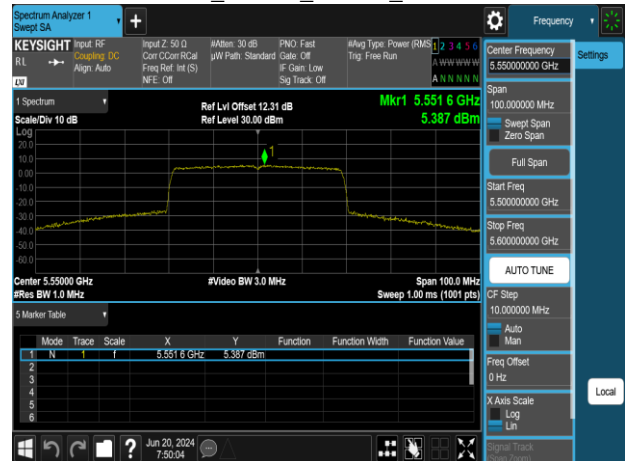 Spectrum Analyzer 1
Swept SA
+
Frequency
KEYSIGHT
RL
LXI
Input: RF
Coupling: DC
Align: Auto
Input Z: 50 Ω
Corr CCorr RCal
Freq Ref: Int (S)
NFE: Off
#Atten: 30 dB
µW Path: Standard
PNO: Fast
Gate: Off
IF Gain: Low
Sig Track: Off
#Avg Type: Power (RMS
Trig: Free Run
1 2 3 4 5 6
A W W W W W
A N N N N N
1 Spectrum
Scale/Div 10 dB
Ref Lvl Offset 12.31 dB
Ref Level 30.00 dBm
Mkr1 5.551 6 GHz
5.387 dBm
Log
20.0
10.0
0.00
-10.0
-20.0
-30.0
-40.0
-50.0
-60.0
1
Center 5.55000 GHz
#Video BW 3.0 MHz
Span 100.0 MHz
#Res BW 1.0 MHz
Sweep 1.00 ms (1001 pts)
5 Marker Table
Mode Trace Scale X Y Function Function Width Function Value
1 N 1 f 5.551 6 GHz 5.387 dBm
2
3
4
5
6
Center Frequency
5.550000000 GHz
Settings
Span
100.000000 MHz
Swept Span
Zero Span
Full Span
Start Freq
5.500000000 GHz
Stop Freq
5.600000000 GHz
AUTO TUNE
CF Step
10.000000 MHz
Auto
Man
Freq Offset
0 Hz
X Axis Scale
Log
Lin
Local
Signal Track
(Span Zoom)
?
Jun 20, 2024
7:50:04